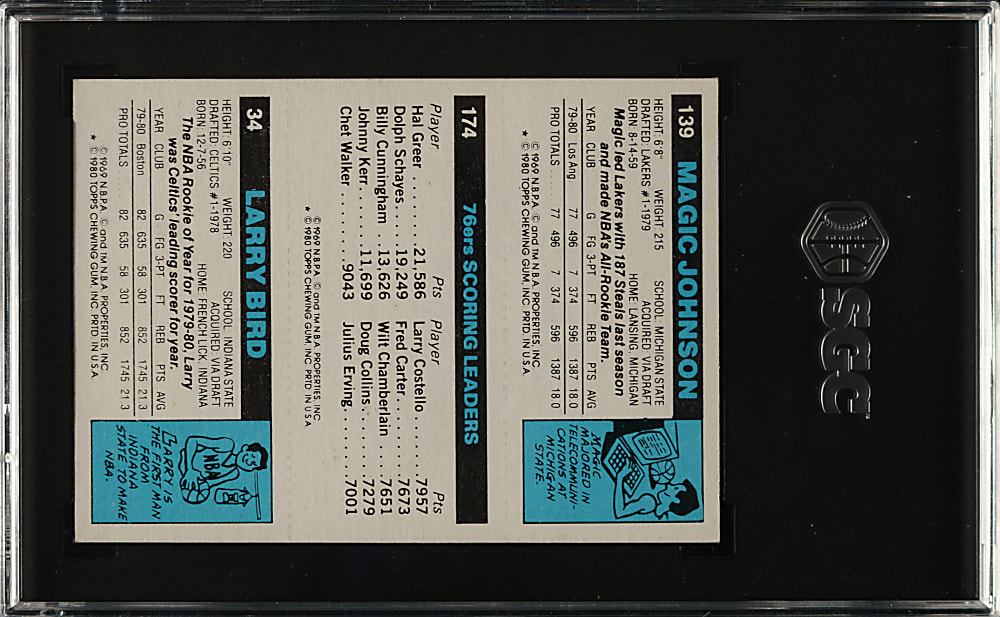 139 MAGIC JOHNSON
HEIGHT: 6'8" WEIGHT: 215 SCHOOL: MICHIGAN STATE
DRAFTED: LAKERS #1-1979 ACQUIRED: VIA DRAFT
BORN: 8-14-59 HOME: LANSING, MICHIGAN
Magic led Lakers with 187 Steals last season
and made NBA's All-Rookie Team.
YEAR CLUB G FG 3-PT FT REB PTS AVG
79-80 Los Ang 77 496 7 374 596 1387 18.0
PRO TOTALS 77 496 7 374 596 1387 18.0
* © 1969 N.B.P.A. © and TM N.B.A. PROPERTIES, INC.
© 1980 TOPPS CHEWING GUM, INC. PRTD. IN U.S.A.
MAGIC
MAJORED IN
TELECOMMUNI-
CATIONS AT
MICHIGAN
STATE.
174 76ers SCORING LEADERS
Player Pts Player Pts
Hal Greer 21,586 Larry Costello 7957
Dolph Schayes 19,249 Fred Carter 7673
Billy Cunningham 13,626 Wilt Chamberlain 7651
Johnny Kerr 11,699 Doug Collins 7279
Chet Walker 9043 Julius Erving 7001
© 1969 N.B.P.A. © and TM N.B.A. PROPERTIES, INC.
* © 1980 TOPPS CHEWING GUM, INC. PRTD. IN U.S.A.
34 LARRY BIRD
HEIGHT: 6'10" WEIGHT: 220 SCHOOL: INDIANA STATE
DRAFTED: CELTICS #1-1978 ACQUIRED: VIA DRAFT
BORN: 12-7-56 HOME: FRENCH LICK, INDIANA
The NBA Rookie of Year for 1979-80, Larry
was Celtics' leading scorer for year.
YEAR CLUB G FG 3-PT FT REB PTS AVG
79-80 Boston 82 635 58 301 852 1745 21.3
PRO TOTALS 82 635 58 301 852 1745 21.3
© 1969 N.B.P.A. © and TM N.B.A. PROPERTIES, INC.
* © 1980 TOPPS CHEWING GUM, INC. PRTD. IN U.S.A.
NBA
LARRY IS
THE FIRST MAN
FROM
INDIANA
STATE TO MAKE
NBA.
SGC